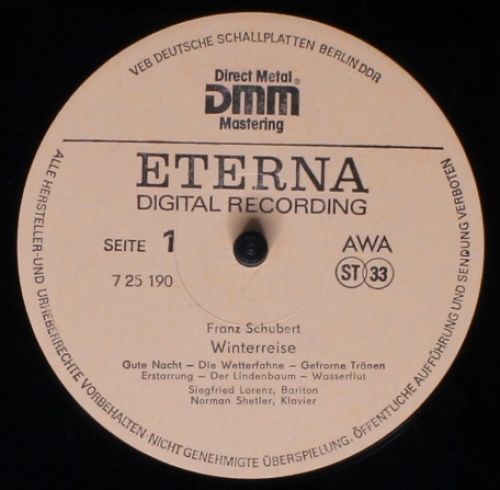 VEB DEUTSCHE SCHALLPLATTEN BERLIN DDR
Direct Metal
DMM®
Mastering
ETERNA
DIGITAL RECORDING
SEITE 1
AWA
7 25 190
ST 33
Franz Schubert
Winterreise
Gute Nacht – Die Wetterfahne – Gefrorne Tränen
Erstarrung – Der Lindenbaum – Wasserflut
Siegfried Lorenz, Bariton
Norman Shetler, Klavier
ALLE HERSTELLER-UND URHEBERRECHTE VORBEHALTEN·NICHT GENEHMIGTE ÜBERSPIELUNG, ÖFFENTLICHE AUFFÜHRUNG UND SENDUNG VERBOTEN